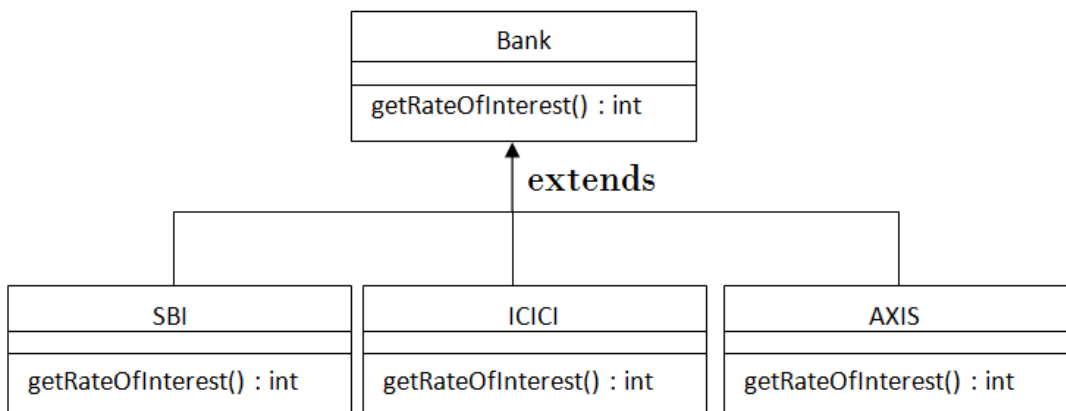 Bank
getRateOfInterest() : int
extends
SBI
ICICI
AXIS
getRateOfInterest() : int
getRateOfInterest() : int
getRateOfInterest() : int